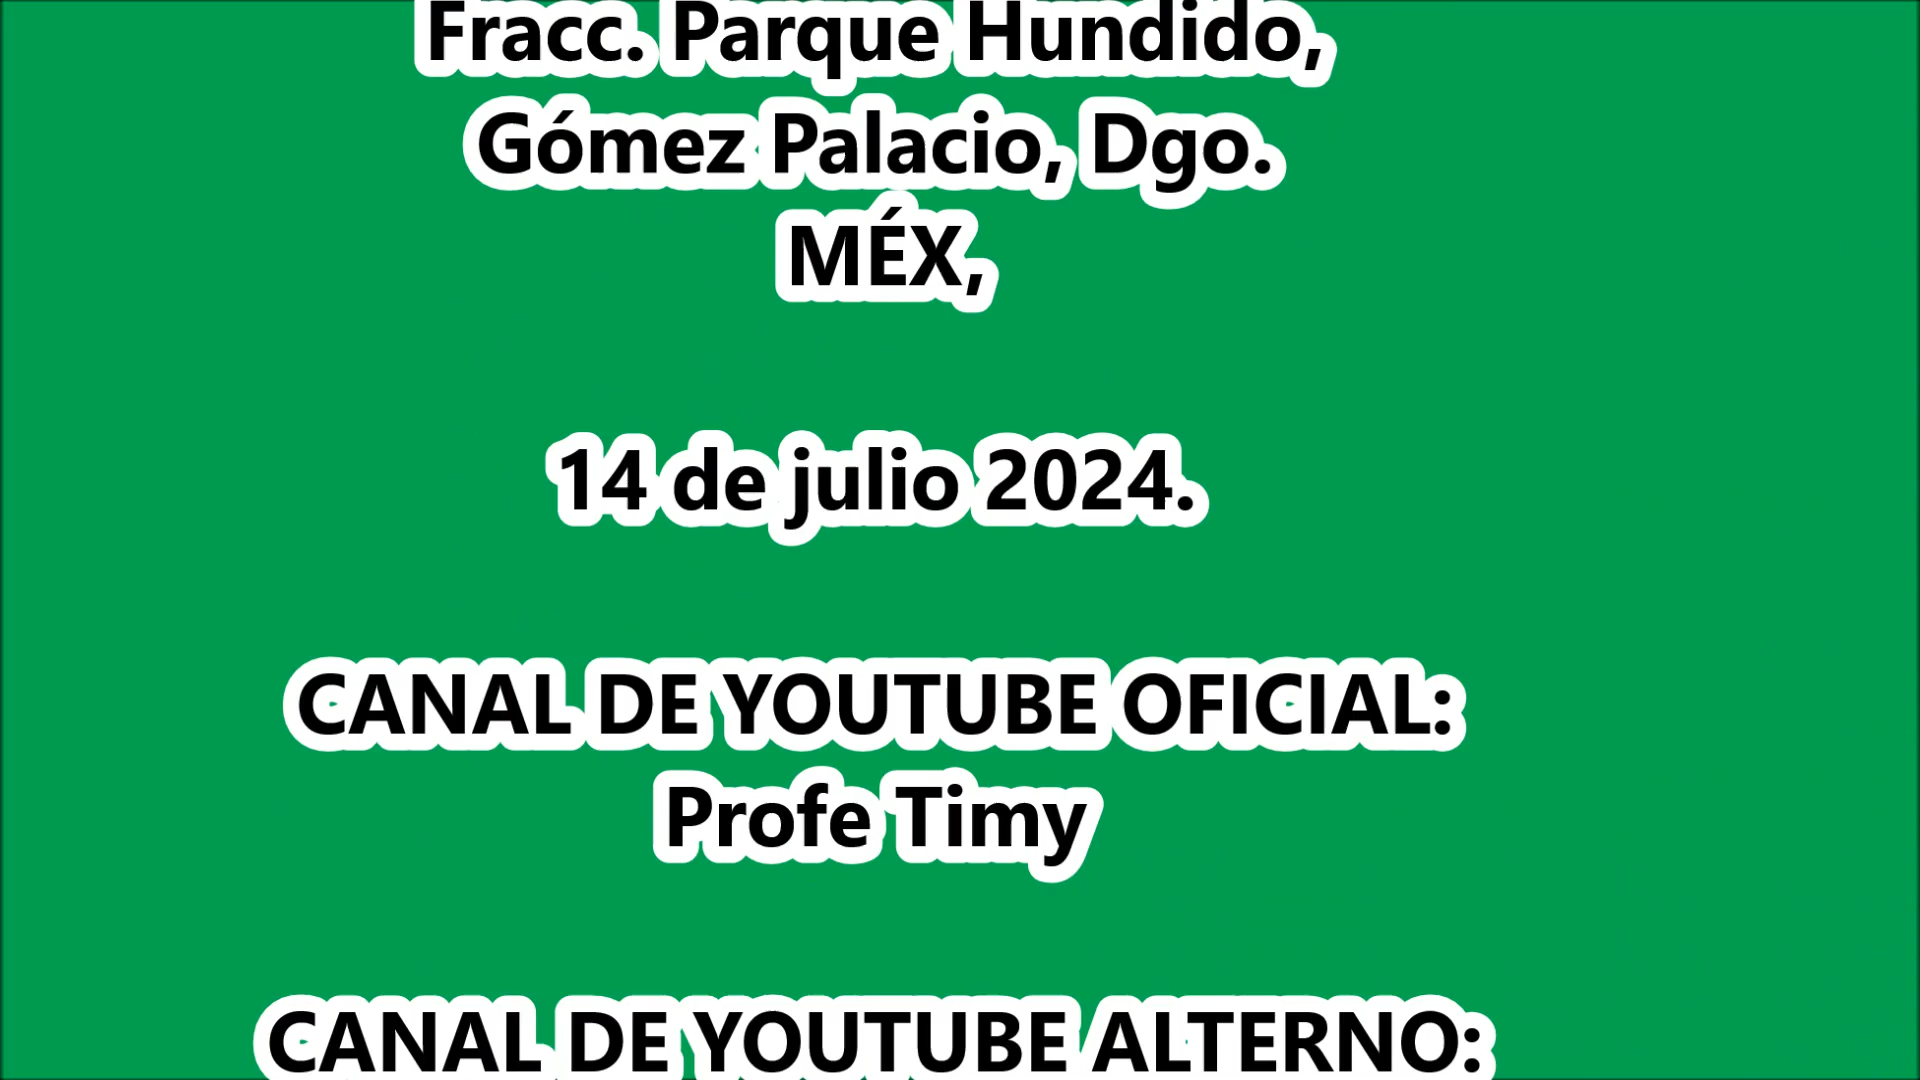 Fracc. Parque Hundido,
Gómez Palacio, Dgo.
MÉX,
14 de julio 2024.
CANAL DE YOUTUBE OFICIAL:
Profe Timy
CANAL DE YOUTUBE ALTERNO: